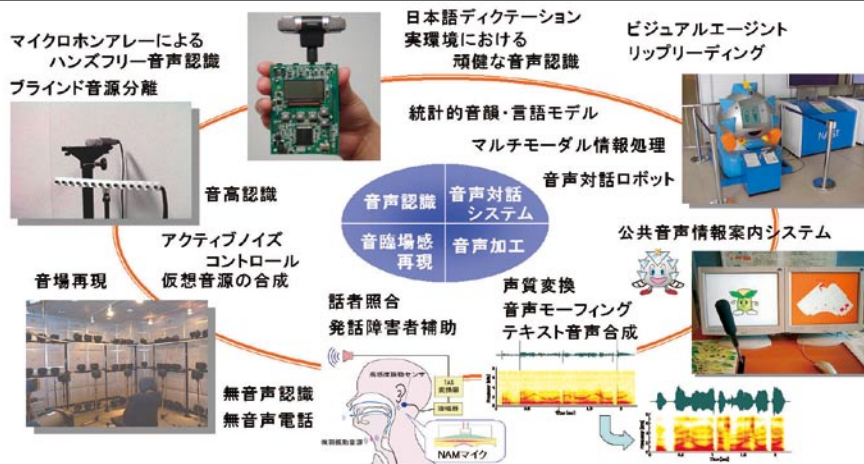 マイクロホンアレーによる
ハンズフリー音声認識
ブラインド音源分離
日本語ディクテーション
実環境における
頑健な音声認識
ビジュアルエージェント
リップリーディング
統計的音韻・言語モデル
マルチモーダル情報処理
音声対話ロボット
音高認識
音声認識
音声対話
システム
音臨場感
再現
音声加工
公共音声情報案内システム
アクティブノイズ
コントロール
仮想音源の合成
音場再現
話者照合
発話障害者補助
声質変換
音声モーフィング
テキスト音声合成
無音声認識
無音声電話
NAMマイク